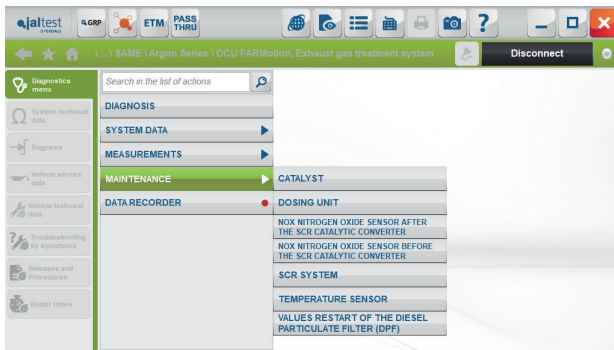 ajaltest
GRP
ETM
PASS
THRU
?
\...\ SAME \ Argon Series \ DCU FARMotion, Exhaust gas treatment system
Disconnect
Diagnostics
menu
System technical
data
Diagrams
Vehicle service
data
Vehicle technical
data
Troubleshooting
by symptoms
Releases and
Procedures
Repair times
Search in the list of actions
DIAGNOSIS
SYSTEM DATA
MEASUREMENTS
MAINTENANCE
DATA RECORDER
CATALYST
DOSING UNIT
NOX NITROGEN OXIDE SENSOR AFTER
THE SCR CATALYTIC CONVERTER
NOX NITROGEN OXIDE SENSOR BEFORE
THE SCR CATALYTIC CONVERTER
SCR SYSTEM
TEMPERATURE SENSOR
VALUES RESTART OF THE DIESEL
PARTICULATE FILTER (DPF)